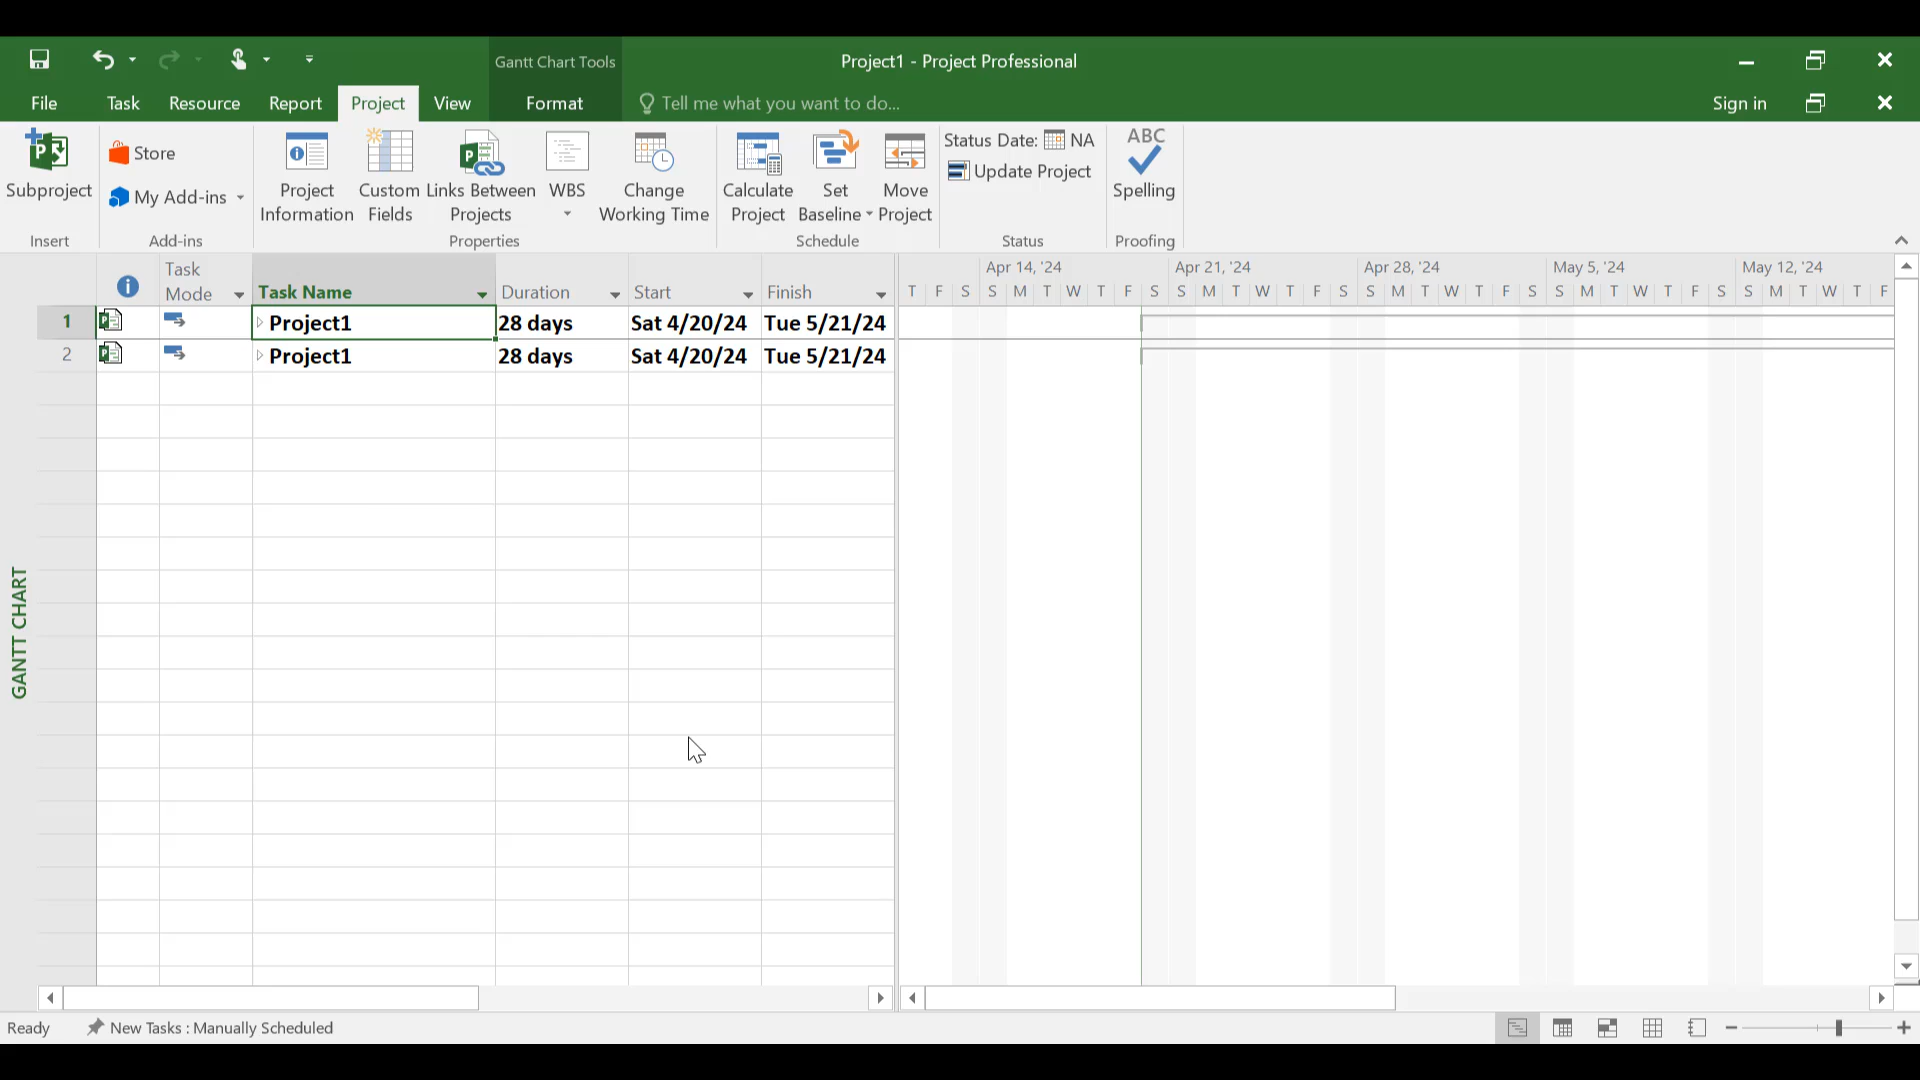 Gantt Chart Tools
Project1 - Project Professional
File Task Resource Report Project View Format Tell me what you want to do... Sign in
Subproject
Insert
Store
My Add-ins
Add-ins
Project Information
Custom Fields
Links Between Projects
WBS
Change Working Time
Properties
Calculate Project
Set Baseline
Move Project
Schedule
Status Date: NA
Update Project
Status
ABC
Spelling
Proofing
Task Mode Task Name Duration Start Finish
Apr 14, '24 Apr 21, '24 Apr 28, '24 May 5, '24 May 12, '24
T F S S M T W T F S S M T W T F S S M T W T F S S M T W T F S S M T W T F
1 Project1 28 days Sat 4/20/24 Tue 5/21/24
2 Project1 28 days Sat 4/20/24 Tue 5/21/24
GANTT CHART
Ready New Tasks : Manually Scheduled